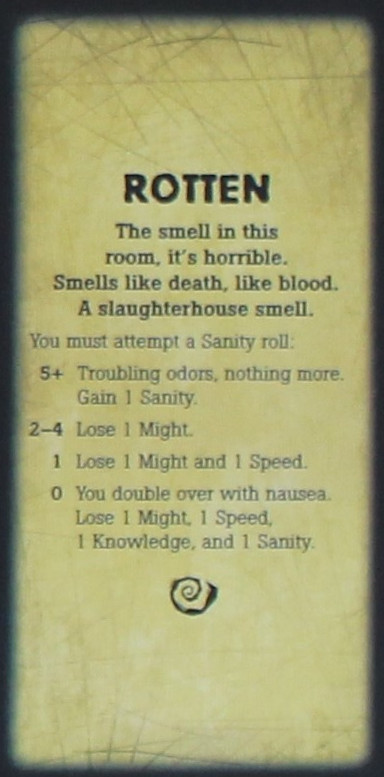 ROTTEN
The smell in this
room, it's horrible.
Smells like death, like blood.
A slaughterhouse smell.
You must attempt a Sanity roll:
5+ Troubling odors, nothing more.
Gain 1 Sanity.
2–4 Lose 1 Might.
1 Lose 1 Might and 1 Speed.
0 You double over with nausea.
Lose 1 Might, 1 Speed,
1 Knowledge, and 1 Sanity.